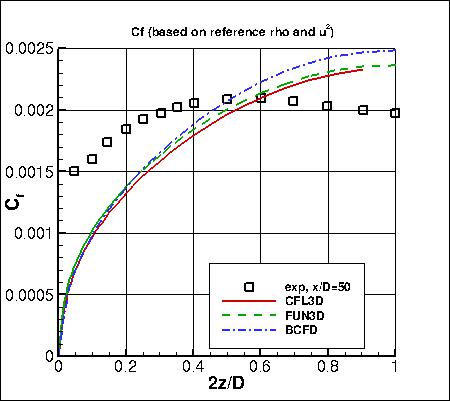 Cf (based on reference rho and u²)
0.0025
0.002
0.0015
0.001
0.0005
0
Cf
0 0.2 0.4 0.6 0.8 1
2z/D
exp, x/D=50
CFL3D
FUN3D
BCFD